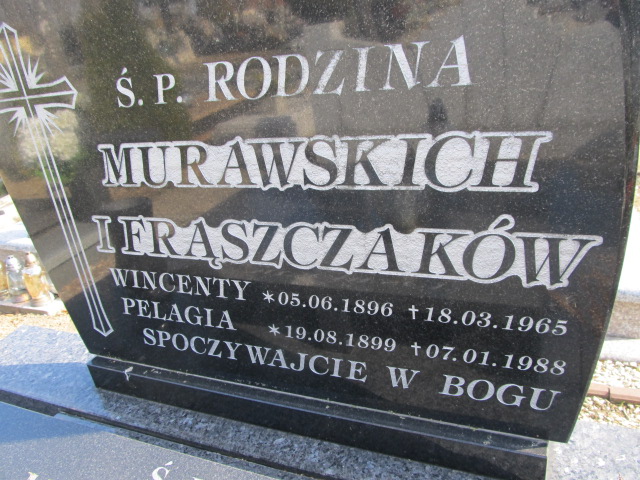 Ś. P. RODZINA
MURAWSKICH
I FRĄSZCZAKÓW
WINCENTY *05.06.1896 †18.03.1965
PELAGIA *19.08.1899 †07.01.1988
SPOCZYWAJCIE W BOGU